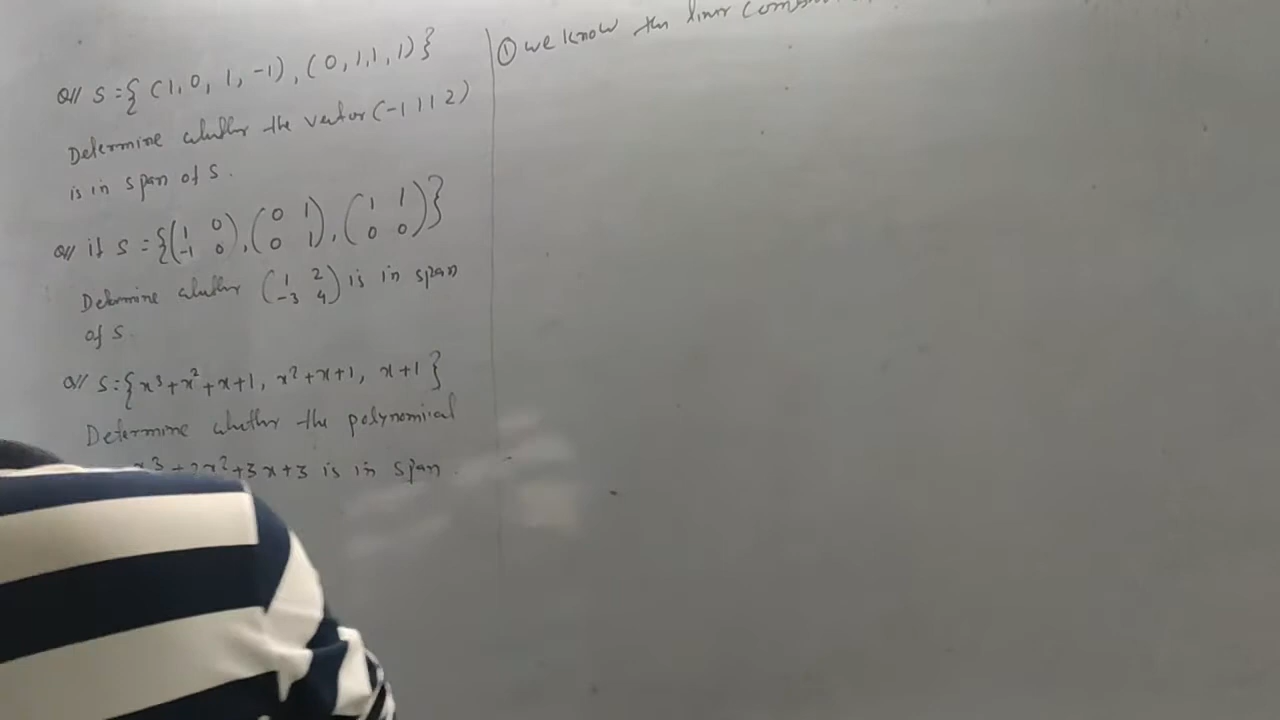 Q// S = { (1, 0, 1, -1), (0, 1, 1, 1) }
Determine whether the vector (-1 1 1 2)
is in span of S.
Q// if S = { (1 0 / -1 0), (0 1 / 0 1), (1 1 / 0 0) }
Determine whether (1 2 / -3 4) is in span
of S.
Q// S = { x³+x²+x+1, x²+x+1, x+1 }
Determine whether the polynomical
x³ + 2x² + 3x + 3 is in span
① we know the linear